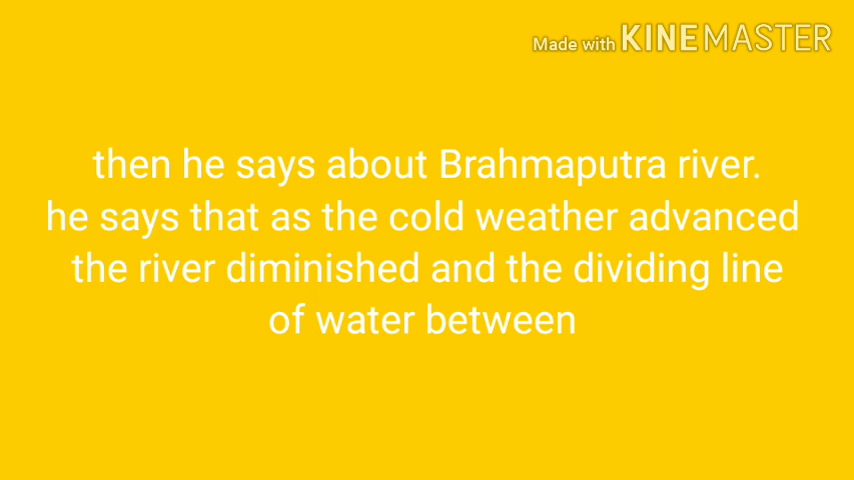 Made with KINEMASTER
then he says about Brahmaputra river.
he says that as the cold weather advanced
the river diminished and the dividing line
of water between